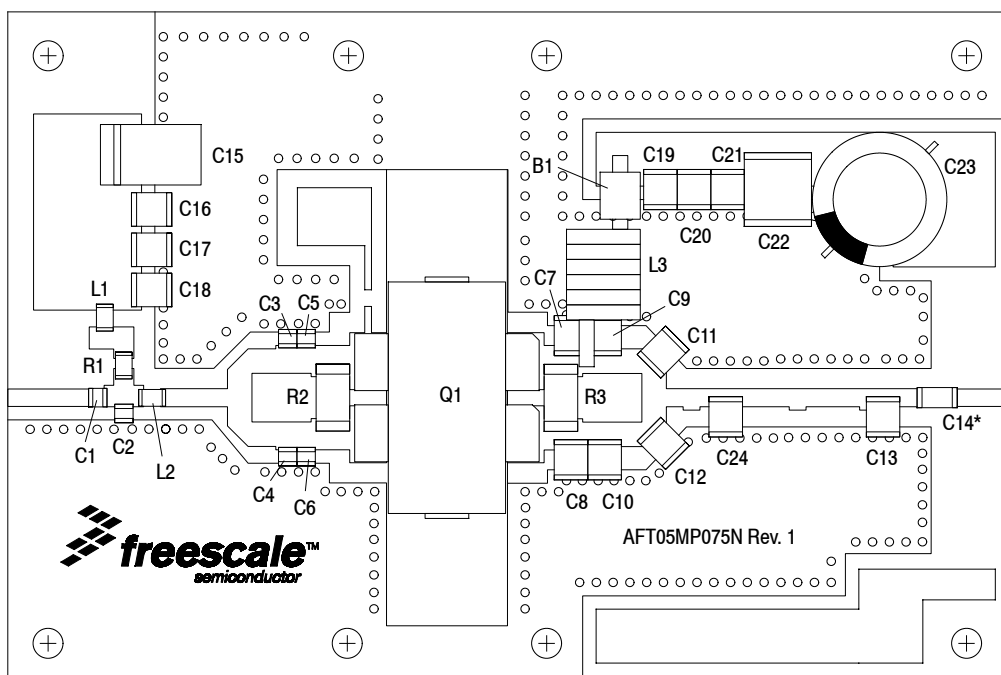 C15
B1
C19
C21
C23
C16
C20
C22
C17
L3
C18
L1
C3
C5
C7
C9
C11
R1
R2
Q1
R3
C1
C2
L2
C14*
C4
C6
C8
C10
C12
C24
C13
freescale™
semiconductor
AFT05MP075N Rev. 1